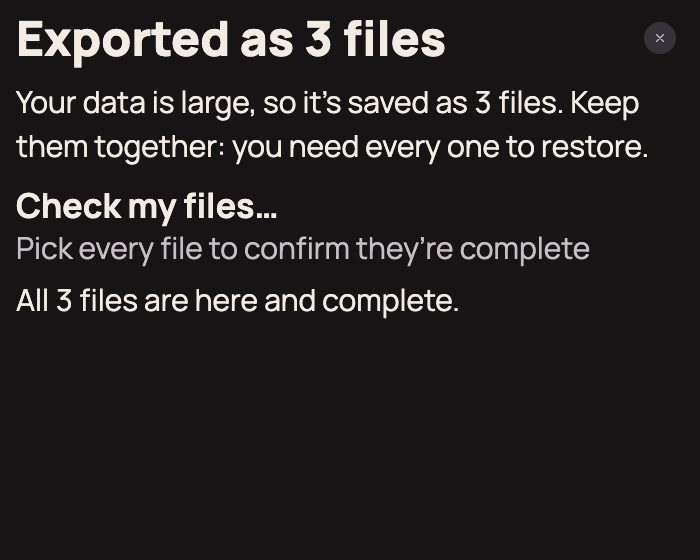 Exported as 3 files
Your data is large, so it’s saved as 3 files. Keep
them together: you need every one to restore.
Check my files…
Pick every file to confirm they’re complete
All 3 files are here and complete.